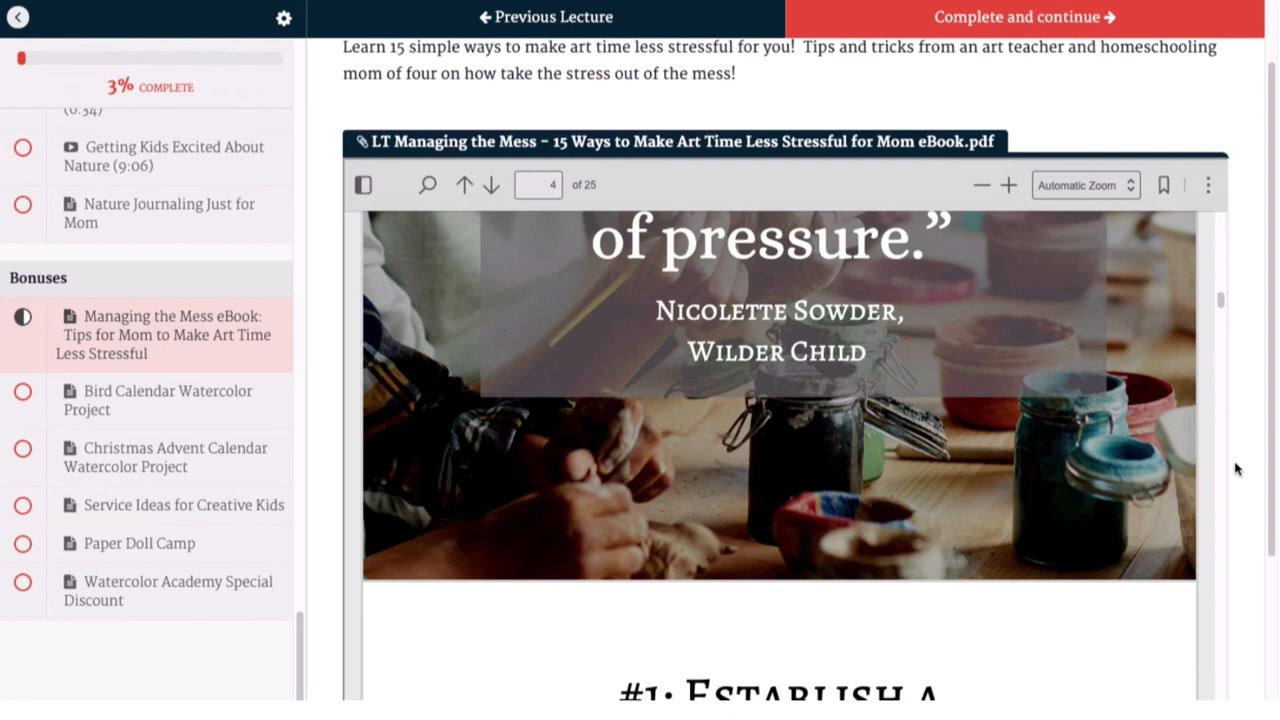 Previous Lecture
Complete and continue
3% COMPLETE
(0:34)
Getting Kids Excited About
Nature (9:06)
Nature Journaling Just for
Mom
Bonuses
Managing the Mess eBook:
Tips for Mom to Make Art Time
Less Stressful
Bird Calendar Watercolor
Project
Christmas Advent Calendar
Watercolor Project
Service Ideas for Creative Kids
Paper Doll Camp
Watercolor Academy Special
Discount
Learn 15 simple ways to make art time less stressful for you! Tips and tricks from an art teacher and homeschooling
mom of four on how take the stress out of the mess!
LT Managing the Mess - 15 Ways to Make Art Time Less Stressful for Mom eBook.pdf
4 of 25
Automatic Zoom
of pressure.”
Nicolette Sowder,
Wilder Child
#1: Establish a